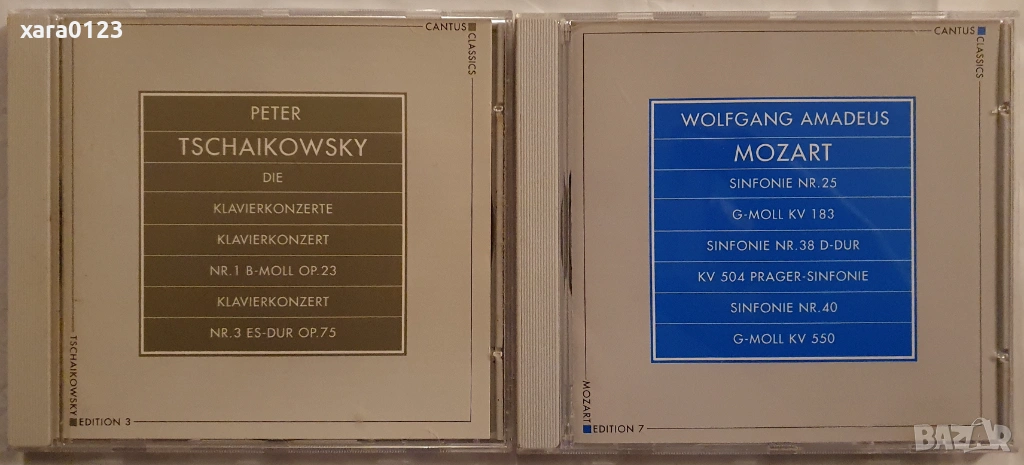 xara0123
CANTUS
CLASSICS
PETER
TSCHAIKOWSKY
DIE
KLAVIERKONZERTE
KLAVIERKONZERT
NR.1 B-MOLL OP.23
KLAVIERKONZERT
NR.3 ES-DUR OP.75
TSCHAIKOWSKY
EDITION 3
CANTUS
CLASSICS
WOLFGANG AMADEUS
MOZART
SINFONIE NR.25
G-MOLL KV 183
SINFONIE NR.38 D-DUR
KV 504 PRAGER-SINFONIE
SINFONIE NR.40
G-MOLL KV 550
MOZART
EDITION 7
BAZAR